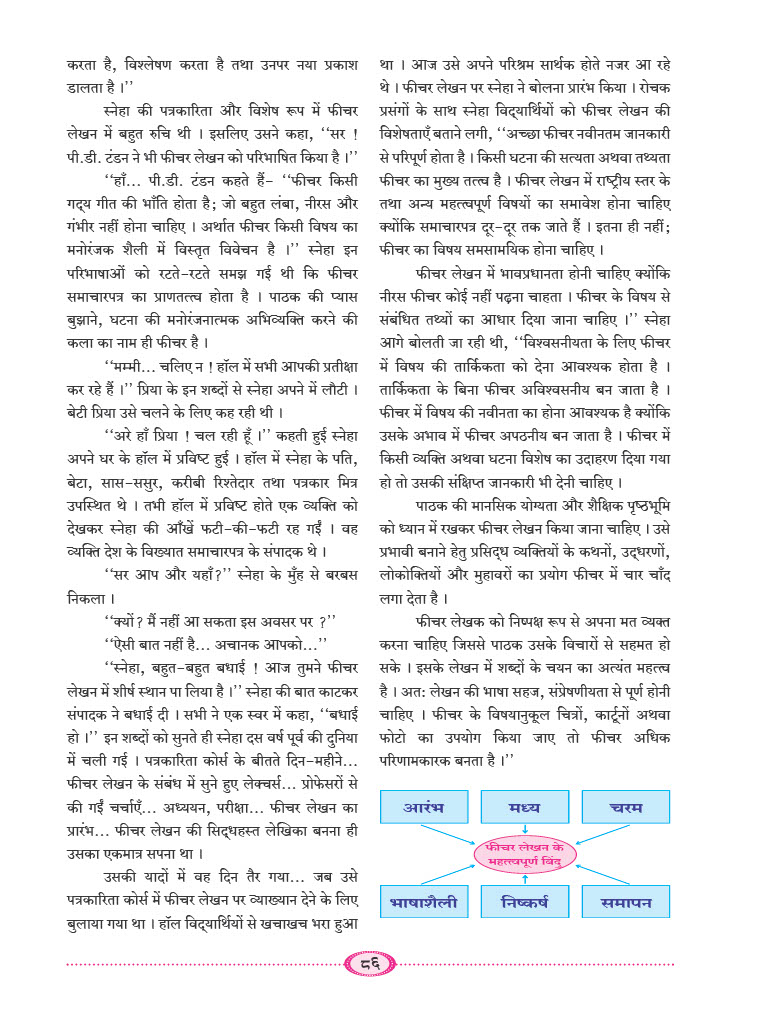 करता है, विश्लेषण करता है तथा उनपर नया प्रकाश
डालता है ।’’
स्नेहा की पत्रकारिता और विशेष रूप में फीचर
लेखन में बहुत रुचि थी । इसलिए उसने कहा, ‘‘सर !
पी.डी. टंडन ने भी फीचर लेखन को परिभाषित किया है ।’’
‘‘हाँ... पी.डी. टंडन कहते हैं- ‘‘फीचर किसी
गद्‌य गीत की भाँति होता है; जो बहुत लंबा, नीरस और
गंभीर नहीं होना चाहिए । अर्थात फीचर किसी विषय का
मनोरंजक शैली में विस्तृत विवेचन है ।’’ स्नेहा इन
परिभाषाओं को रटते-रटते समझ गई थी कि फीचर
समाचारपत्र का प्राणतत्त्व होता है । पाठक की प्यास
बुझाने, घटना की मनोरंजनात्मक अभिव्यक्ति करने की
कला का नाम ही फीचर है ।
‘‘मम्मी... चलिए न ! हॉल में सभी आपकी प्रतीक्षा
कर रहे हैं ।’’ प्रिया के इन शब्दों से स्नेहा अपने में लौटी ।
बेटी प्रिया उसे चलने के लिए कह रही थी ।
‘‘अरे हाँ प्रिया ! चल रही हूँ ।’’ कहती हुई स्नेहा
अपने घर के हॉल में प्रविष्ट हुई । हॉल में स्नेहा के पति,
बेटा, सास-ससुर, करीबी रिश्तेदार तथा पत्रकार मित्र
उपस्थित थे । तभी हॉल में प्रविष्ट होते एक व्यक्ति को
देखकर स्नेहा की आँखें फटी-की-फटी रह गईं । वह
व्यक्ति देश के विख्यात समाचारपत्र के संपादक थे ।
‘‘सर आप और यहाँ?’’ स्नेहा के मुँह से बरबस
निकला ।
‘‘क्यों? मैं नहीं आ सकता इस अवसर पर ?’’
‘‘ऐसी बात नहीं है... अचानक आपको...’’
‘‘स्नेहा, बहुत-बहुत बधाई ! आज तुमने फीचर
लेखन में शीर्ष स्थान पा लिया है ।’’ स्नेहा की बात काटकर
संपादक ने बधाई दी । सभी ने एक स्वर में कहा, ‘‘बधाई
हो ।’’ इन शब्दों को सुनते ही स्नेहा दस वर्ष पूर्व की दुनिया
में चली गई । पत्रकारिता कोर्स के बीतते दिन-महीने...
फीचर लेखन के संबंध में सुने हुए लेक्चर्स... प्रोफेसरों से
की गईं चर्चाएँ... अध्ययन, परीक्षा... फीचर लेखन का
प्रारंभ... फीचर लेखन की सिद्‌धहस्त लेखिका बनना ही
उसका एकमात्र सपना था ।
उसकी यादों में वह दिन तैर गया... जब उसे
पत्रकारिता कोर्स में फीचर लेखन पर व्याख्यान देने के लिए
बुलाया गया था । हॉल विद्‌यार्थियों से खचाखच भरा हुआ
था । आज उसे अपने परिश्रम सार्थक होते नजर आ रहे
थे । फीचर लेखन पर स्नेहा ने बोलना प्रारंभ किया । रोचक
प्रसंगों के साथ स्नेहा विद्‌यार्थियों को फीचर लेखन की
विशेषताएँ बताने लगी, ‘‘अच्छा फीचर नवीनतम जानकारी
से परिपूर्ण होता है । किसी घटना की सत्यता अथवा तथ्यता
फीचर का मुख्य तत्त्व है । फीचर लेखन में राष्ट्रीय स्तर के
तथा अन्य महत्त्वपूर्ण विषयों का समावेश होना चाहिए
क्योंकि समाचारपत्र दूर-दूर तक जाते हैं । इतना ही नहीं;
फीचर का विषय समसामयिक होना चाहिए ।
फीचर लेखन में भावप्रधानता होनी चाहिए क्योंकि
नीरस फीचर कोई नहीं पढ़ना चाहता । फीचर के विषय से
संबंधित तथ्यों का आधार दिया जाना चाहिए ।’’ स्नेहा
आगे बोलती जा रही थी, ‘‘विश्वसनीयता के लिए फीचर
में विषय की तार्किकता को देना आवश्यक होता है ।
तार्किकता के बिना फीचर अविश्वसनीय बन जाता है ।
फीचर में विषय की नवीनता का होना आवश्यक है क्योंकि
उसके अभाव में फीचर अपठनीय बन जाता है । फीचर में
किसी व्यक्ति अथवा घटना विशेष का उदाहरण दिया गया
हो तो उसकी संक्षिप्त जानकारी भी देनी चाहिए ।
पाठक की मानसिक योग्यता और शैक्षिक पृष्ठभूमि
को ध्यान में रखकर फीचर लेखन किया जाना चाहिए । उसे
प्रभावी बनाने हेतु प्रसिद्‌ध व्यक्तियों के कथनों, उद्‌धरणों,
लोकोक्तियों और मुहावरों का प्रयोग फीचर में चार चाँद
लगा देता है ।
फीचर लेखक को निष्पक्ष रूप से अपना मत व्यक्त
करना चाहिए जिससे पाठक उसके विचारों से सहमत हो
सके । इसके लेखन में शब्दों के चयन का अत्यंत महत्त्व
है । अतः लेखन की भाषा सहज, संप्रेषणीयता से पूर्ण होनी
चाहिए । फीचर के विषयानुकूल चित्रों, कार्टूनों अथवा
फोटो का उपयोग किया जाए तो फीचर अधिक
परिणामकारक बनता है ।’’
आरंभ मध्य चरम
फीचर लेखन के
महत्त्वपूर्ण बिंदु
भाषाशैली निष्कर्ष समापन
८६